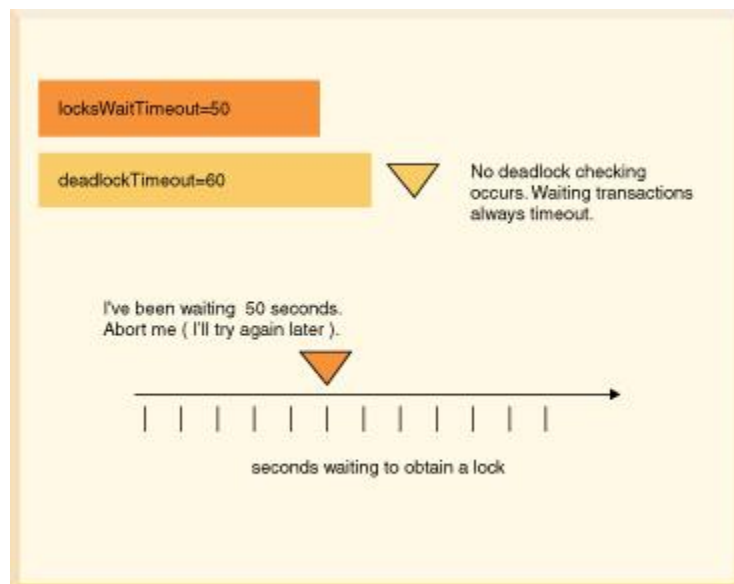 locksWaitTimeout=50
deadlockTimeout=60
No deadlock checking
occurs. Waiting transactions
always timeout.
I've been waiting 50 seconds.
Abort me ( I'll try again later ).
seconds waiting to obtain a lock